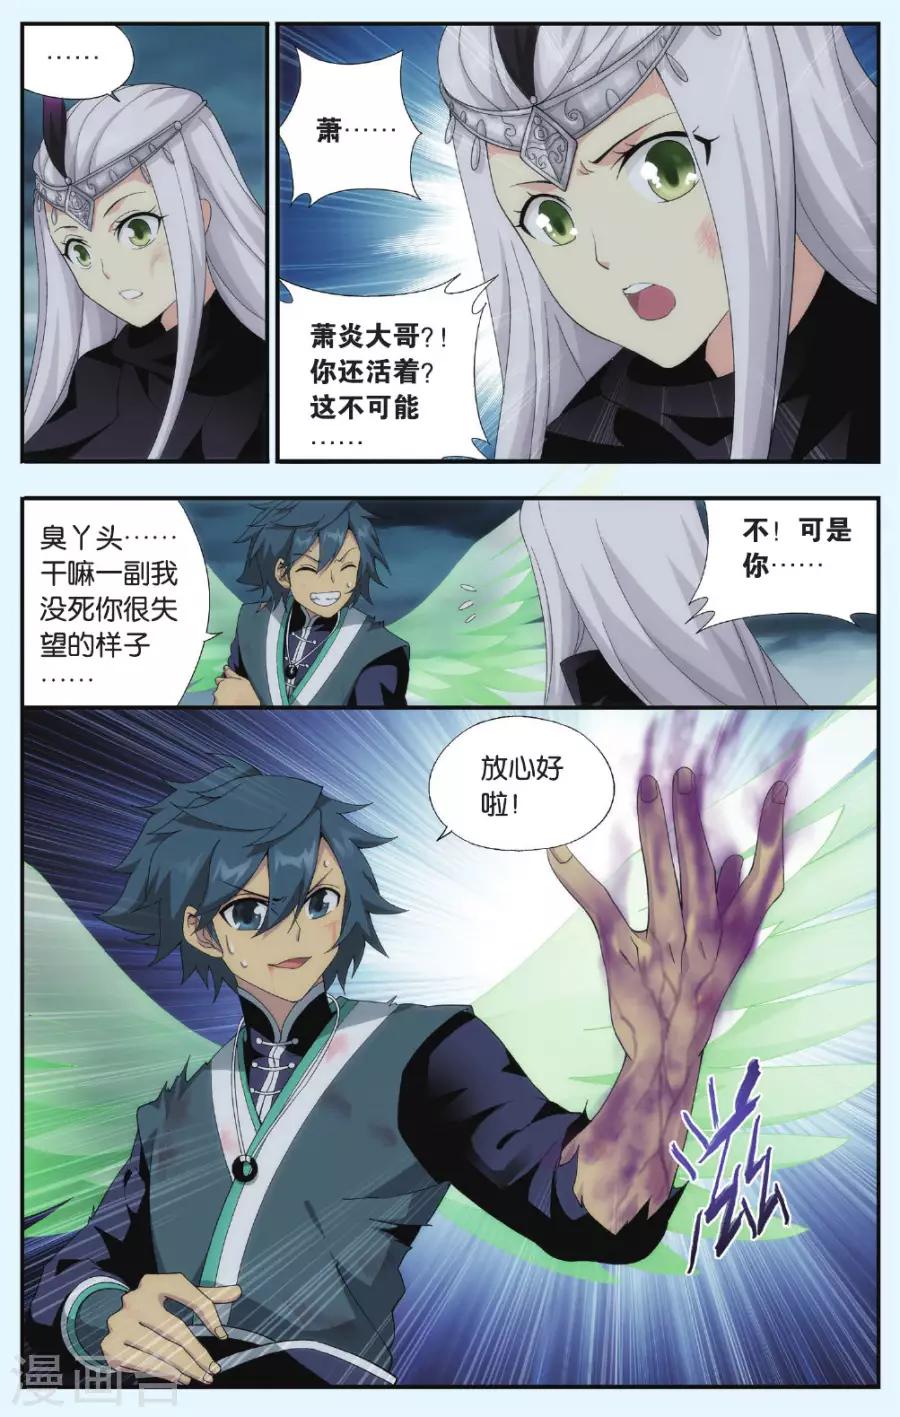 ……
萧……
萧炎大哥?!
你还活着?
这不可能
……
臭丫头……
干嘛一副我
没死你很失
望的样子
……
不! 可是
你……
放心好
啦!
滋
漫画台